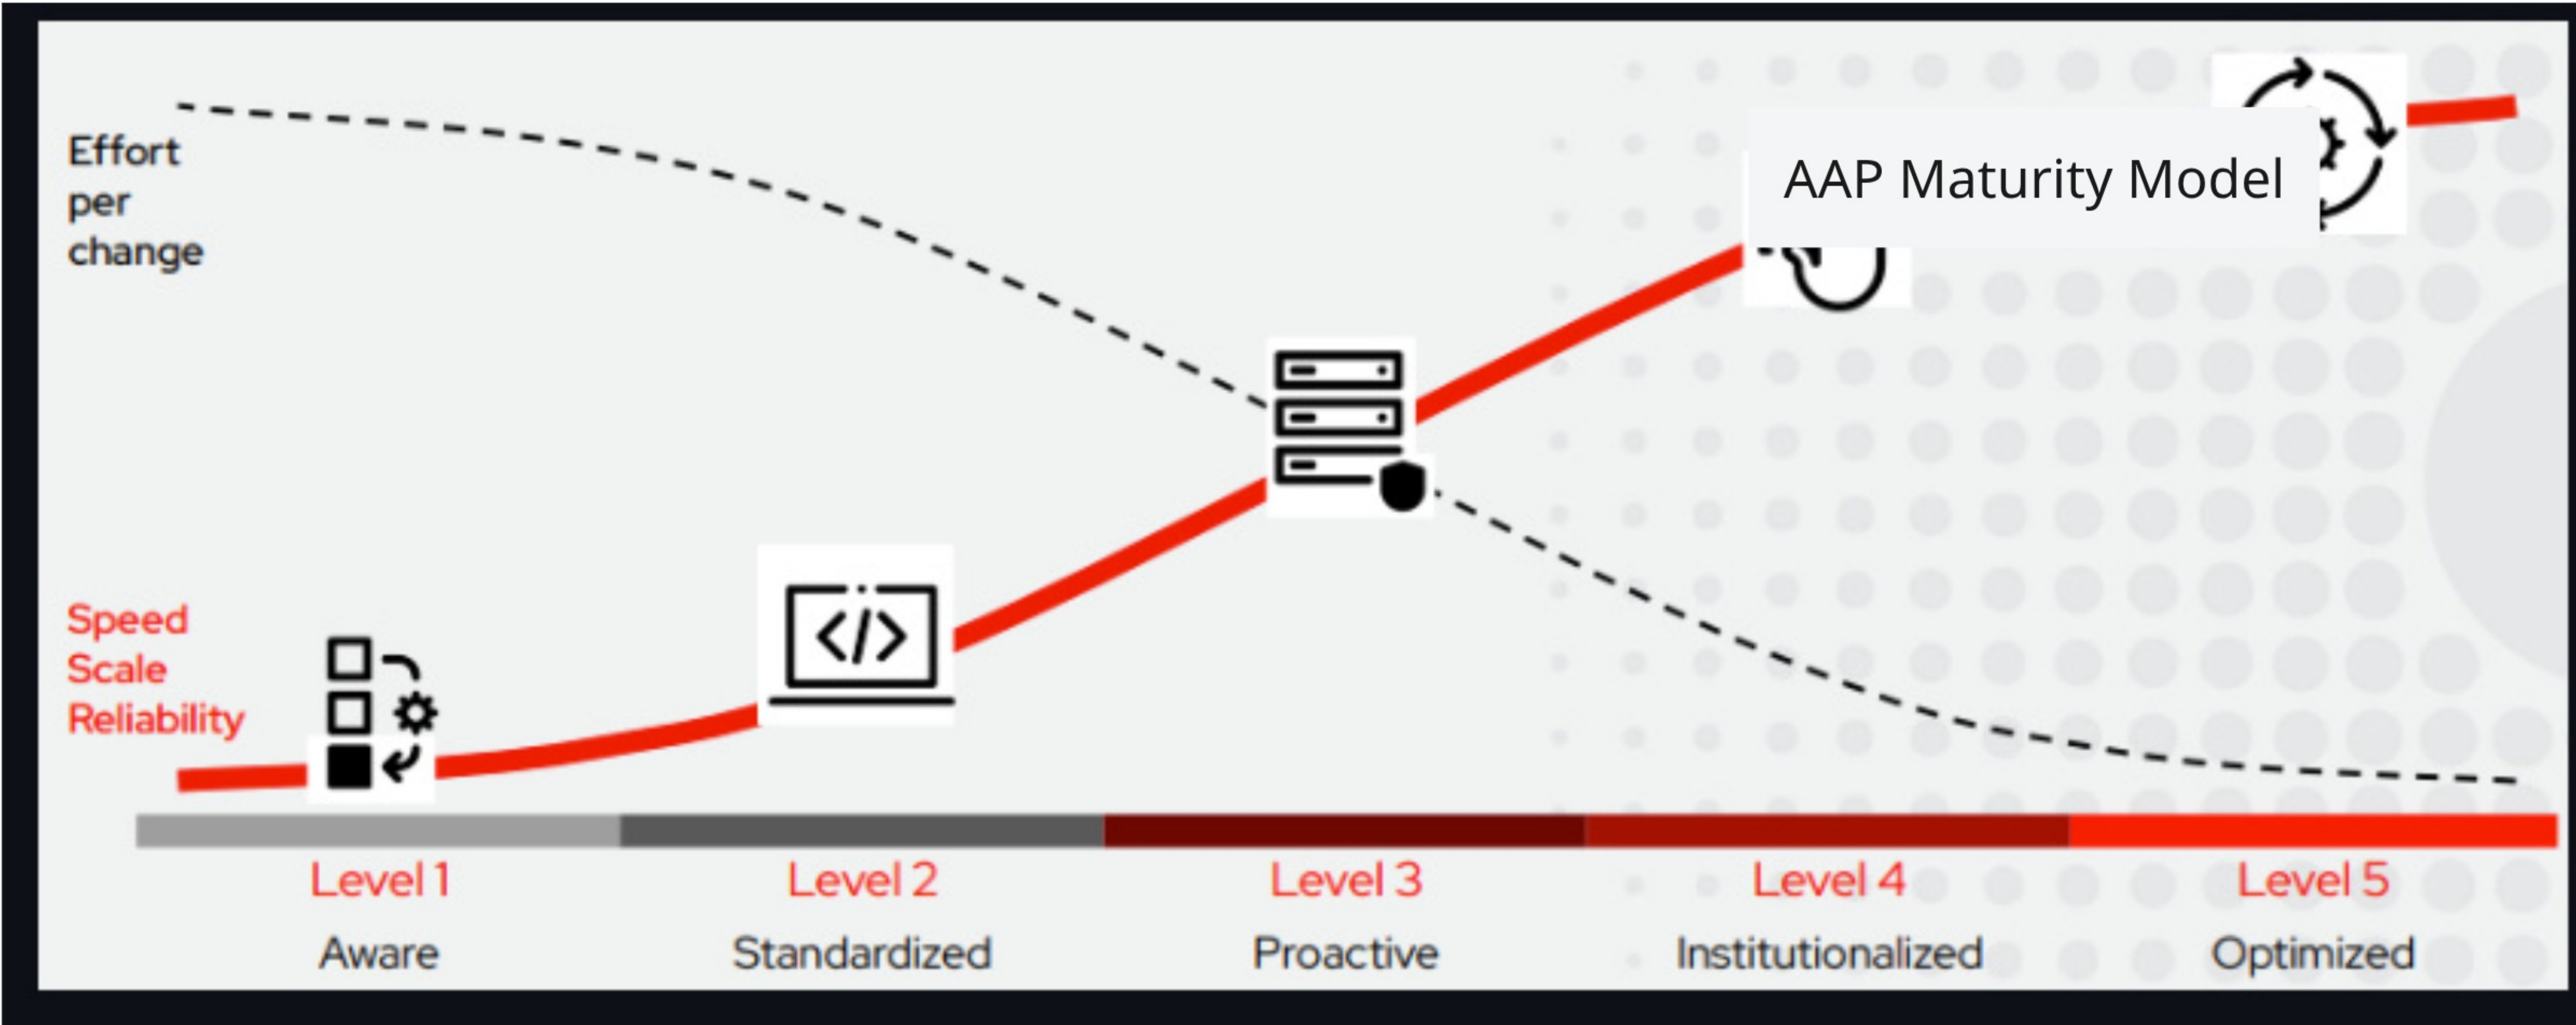 Effort
per
change
AAP Maturity Model
Speed
Scale
Reliability
</>
Level 1
Level 2
Level 3
Level 4
Level 5
Aware
Standardized
Proactive
Institutionalized
Optimized